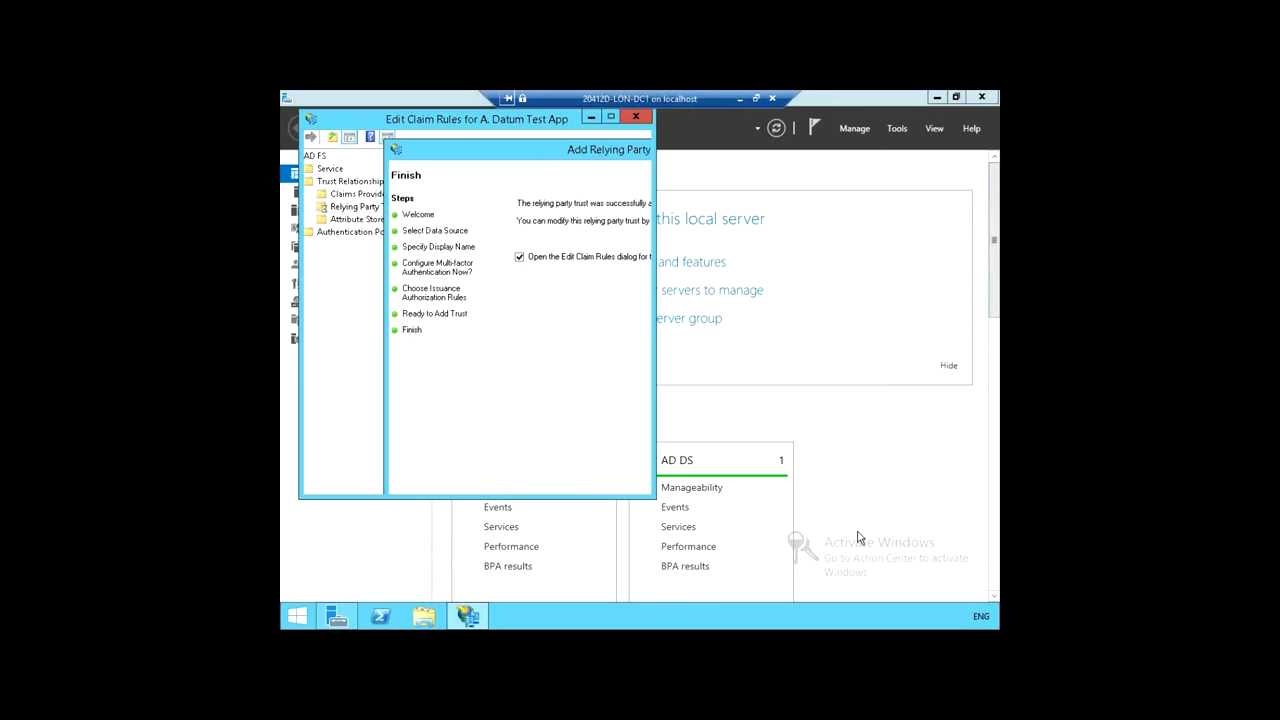 20412D-LON-DC1 on localhost
Edit Claim Rules for A. Datum Test App
Manage
Tools
View
Help
AD FS
Service
Trust Relationship
Claims Provide
Relying Party T
Attribute Store
Authentication Po
Add Relying Party
Finish
Steps
Welcome
Select Data Source
Specify Display Name
Configure Multi-factor
Authentication Now?
Choose Issuance
Authorization Rules
Ready to Add Trust
Finish
The relying party trust was successfully a
You can modify this relying party trust by
Open the Edit Claim Rules dialog for t
this local server
and features
servers to manage
erver group
Hide
AD DS 1
Manageability
Events
Services
Performance
BPA results
Events
Services
Performance
BPA results
Activate Windows
Go to Action Center to activate
Windows.
ENG